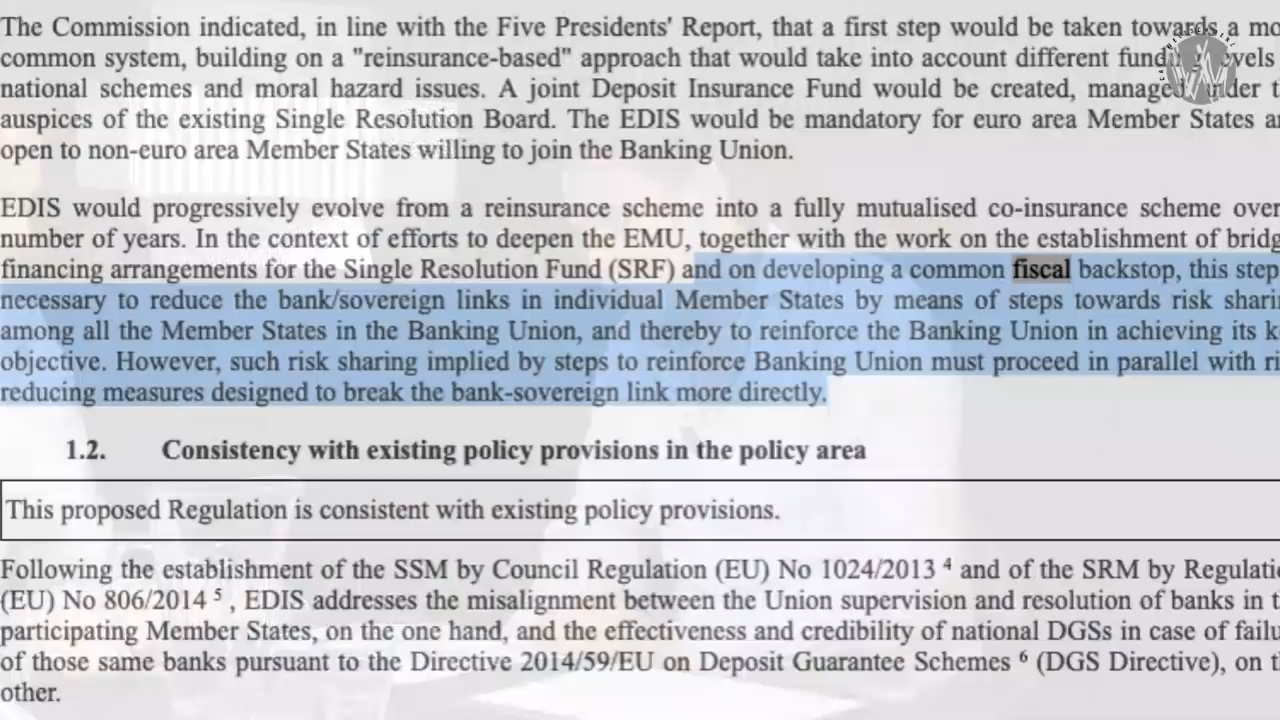 The Commission indicated, in line with the Five Presidents' Report, that a first step would be taken towards a mo
common system, building on a "reinsurance-based" approach that would take into account different funding levels
national schemes and moral hazard issues. A joint Deposit Insurance Fund would be created, managed under t
auspices of the existing Single Resolution Board. The EDIS would be mandatory for euro area Member States a
open to non-euro area Member States willing to join the Banking Union.
EDIS would progressively evolve from a reinsurance scheme into a fully mutualised co-insurance scheme over
number of years. In the context of efforts to deepen the EMU, together with the work on the establishment of bridg
financing arrangements for the Single Resolution Fund (SRF) and on developing a common fiscal backstop, this step
necessary to reduce the bank/sovereign links in individual Member States by means of steps towards risk shari
among all the Member States in the Banking Union, and thereby to reinforce the Banking Union in achieving its k
objective. However, such risk sharing implied by steps to reinforce Banking Union must proceed in parallel with ri
reducing measures designed to break the bank-sovereign link more directly.
1.2. Consistency with existing policy provisions in the policy area
This proposed Regulation is consistent with existing policy provisions.
Following the establishment of the SSM by Council Regulation (EU) No 1024/2013 ⁴ and of the SRM by Regulati
(EU) No 806/2014 ⁵ , EDIS addresses the misalignment between the Union supervision and resolution of banks in t
participating Member States, on the one hand, and the effectiveness and credibility of national DGSs in case of failu
of those same banks pursuant to the Directive 2014/59/EU on Deposit Guarantee Schemes ⁶ (DGS Directive), on t
other.